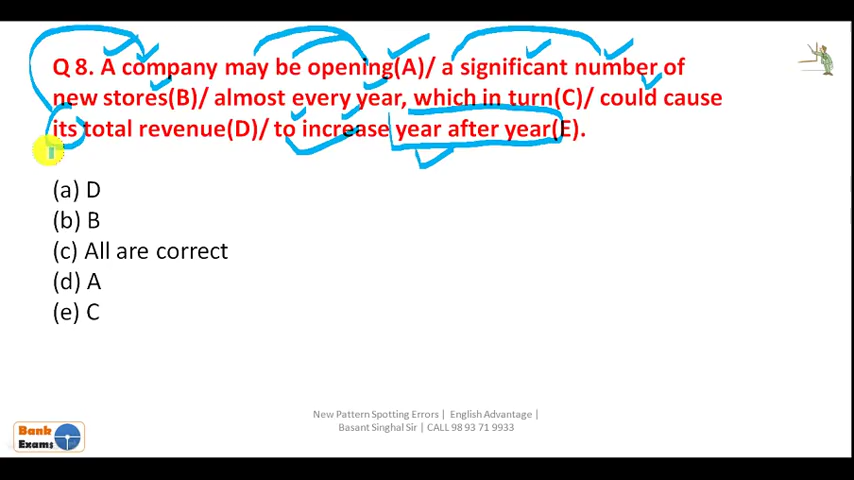 Q 8. A company may be opening(A)/ a significant number of
new stores(B)/ almost every year, which in turn(C)/ could cause
its total revenue(D)/ to increase year after year(E).
(a) D
(b) B
(c) All are correct
(d) A
(e) C
New Pattern Spotting Errors | English Advantage |
Basant Singhal Sir | CALL 98 93 71 9933
Bank
Exams